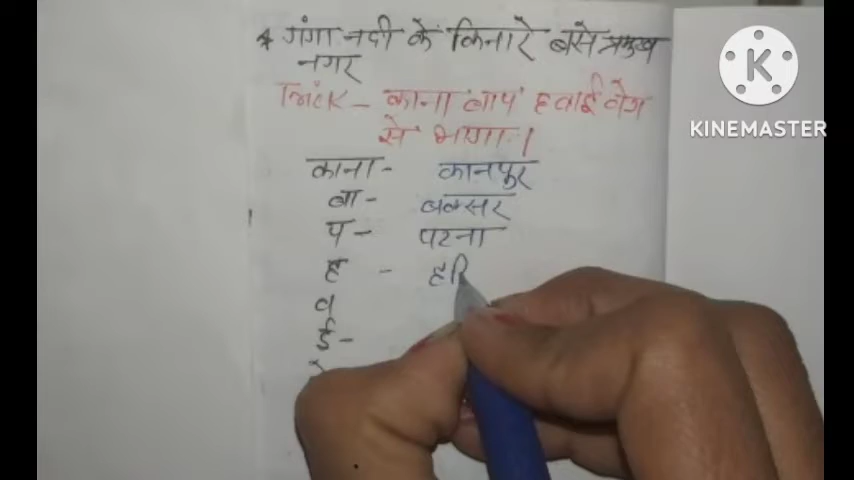 * गंगा नदी के किनारे बसे प्रमुख
नगर
Trick - काना बाप हवाई वेग
से भागा ।
काना - कानपुर
बा - बक्सर
प - पटना
ह - हरि
व
ई -
K
KINEMASTER